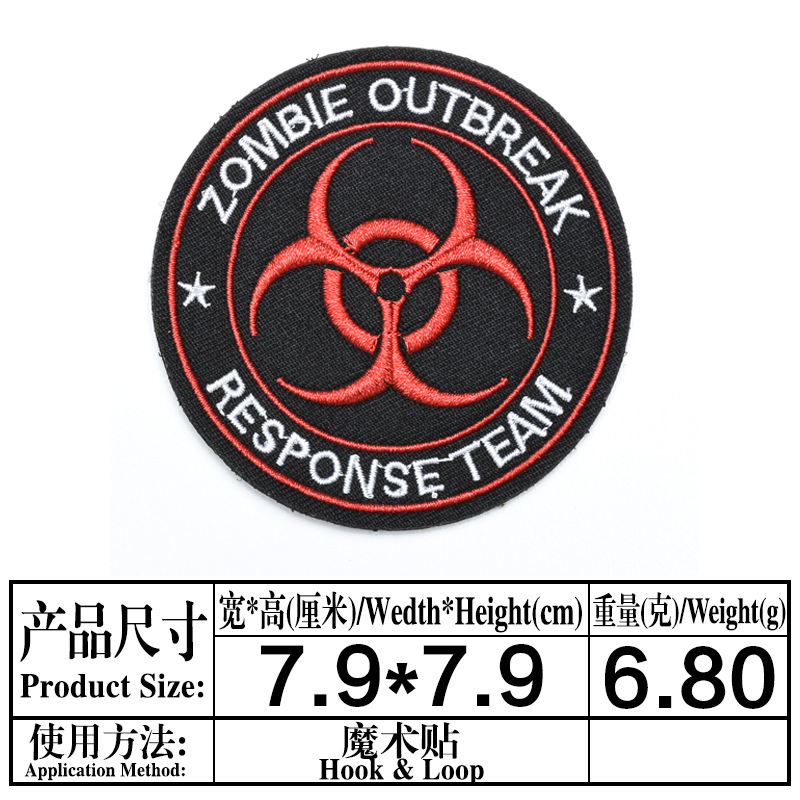 ZOMBIE OUTBREAK
RESPONSE TEAM
产品尺寸
Product Size:
宽*高(厘米)/Wedth*Height(cm)
重量(克)/Weight(g)
7.9*7.9
6.80
使用方法:
Application Method:
魔术贴
Hook & Loop